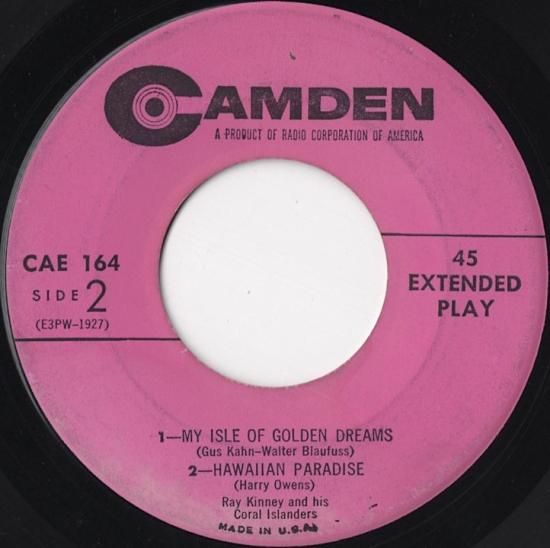 CAMDEN
A PRODUCT OF RADIO CORPORATION OF AMERICA
CAE 164
SIDE 2
(E3PW-1927)
45
EXTENDED
PLAY
1—MY ISLE OF GOLDEN DREAMS
(Gus Kahn-Walter Blaufuss)
2—HAWAIIAN PARADISE
(Harry Owens)
Ray Kinney and his
Coral Islanders
MADE IN U.S.A.